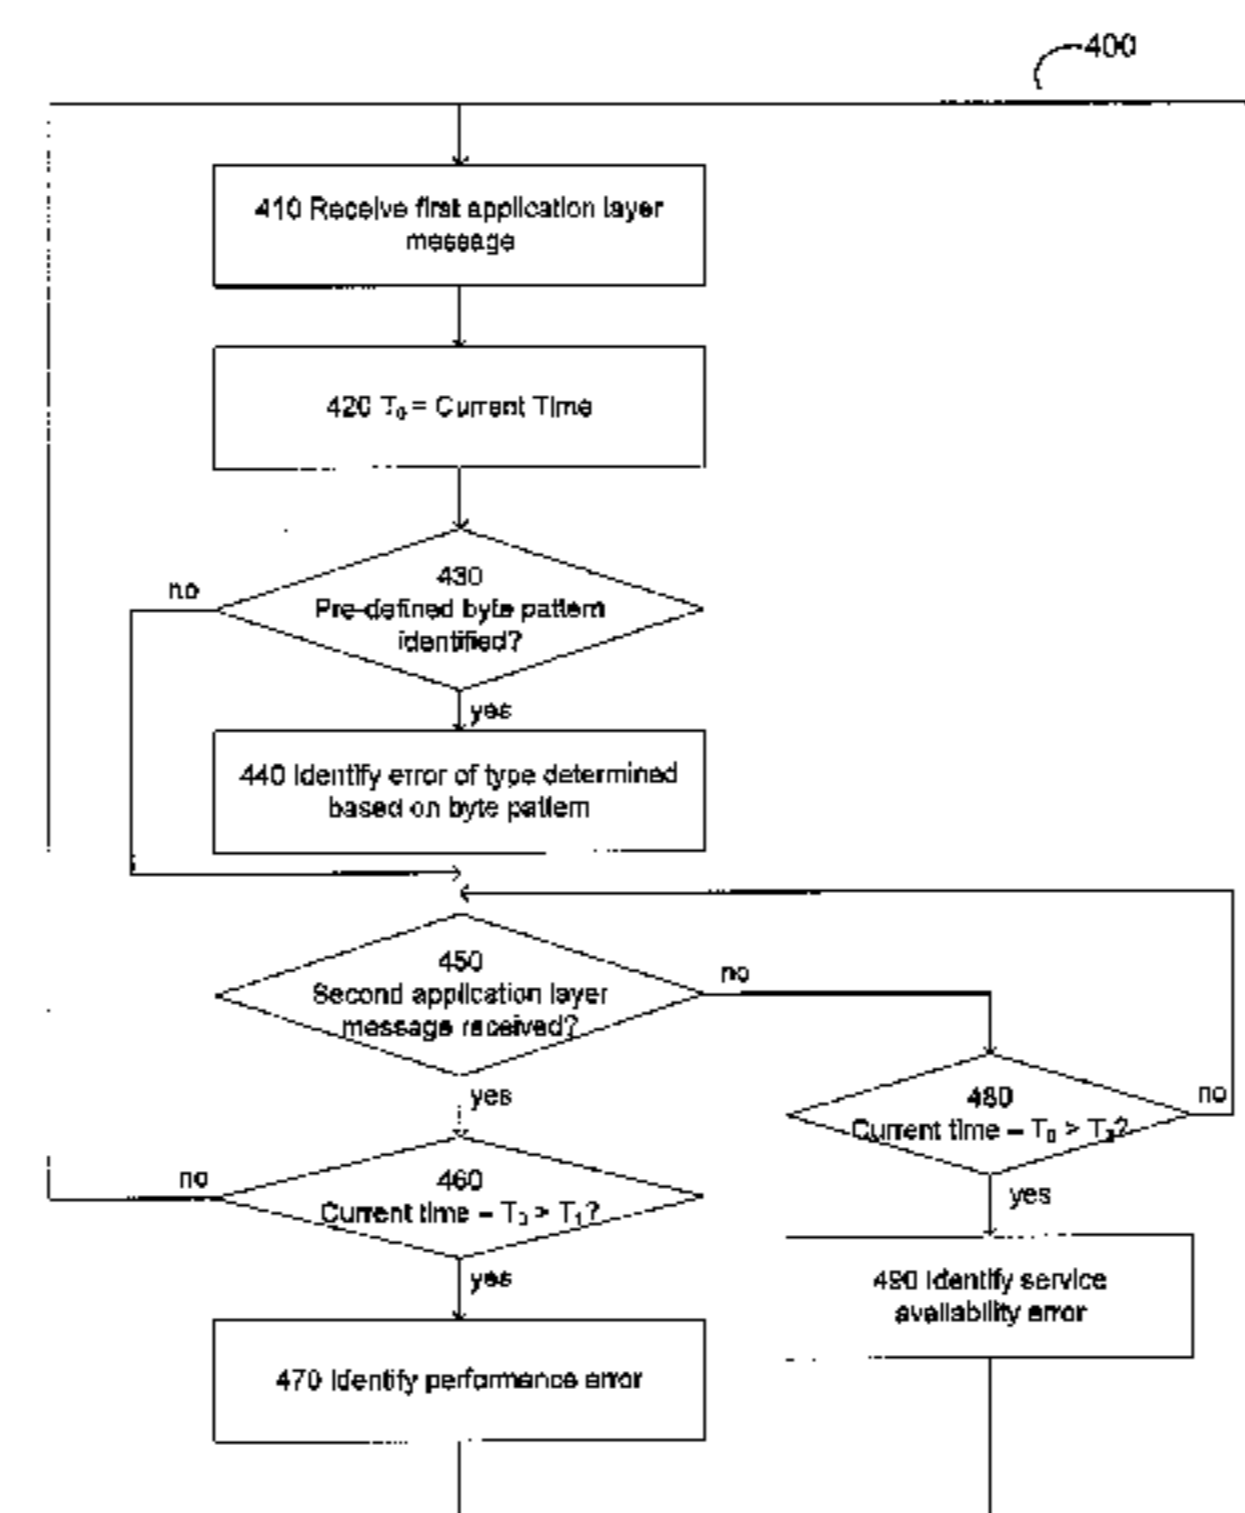 400
410 Receive first application layer
message
420 T₀ = Current Time
430
Pre-defined byte pattern
identified?
no
yes
440 Identify error of type determined
based on byte pattern
450
Second application layer
message received?
no
yes
460
Current time – T₀ > T₁?
no
yes
470 Identify performance error
480
Current time – T₀ > T₂?
no
yes
490 Identify service
availability error